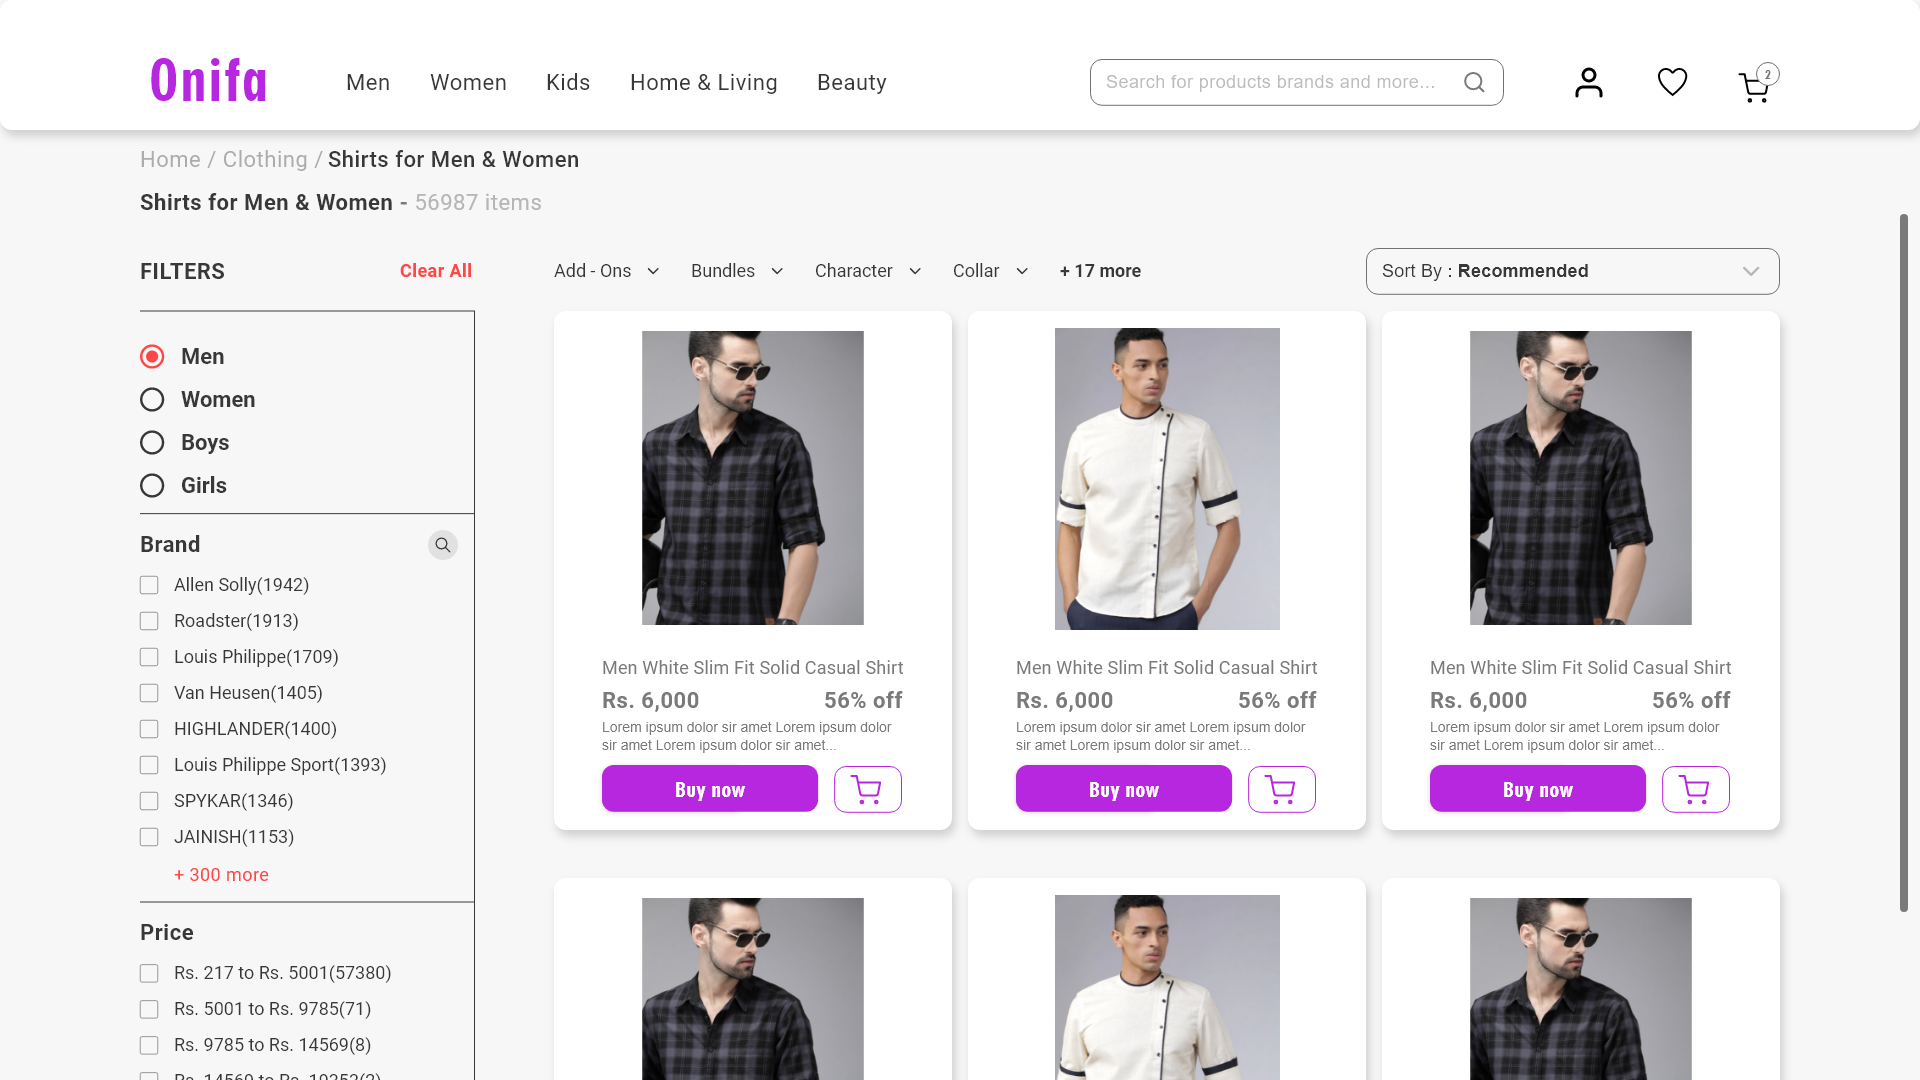 Onifa
Men
Women
Kids
Home & Living
Beauty
Search for products brands and more...
2
Home / Clothing / Shirts for Men & Women
Shirts for Men & Women - 56987 items
FILTERS
Clear All
Add - Ons
Bundles
Character
Collar
+ 17 more
Sort By : Recommended
Men
Women
Boys
Girls
Brand
Allen Solly(1942)
Roadster(1913)
Louis Philippe(1709)
Van Heusen(1405)
HIGHLANDER(1400)
Louis Philippe Sport(1393)
SPYKAR(1346)
JAINISH(1153)
+ 300 more
Price
Rs. 217 to Rs. 5001(57380)
Rs. 5001 to Rs. 9785(71)
Rs. 9785 to Rs. 14569(8)
Rs. 14569 to Rs. 19353(2)
Men White Slim Fit Solid Casual Shirt
Rs. 6,000
56% off
Lorem ipsum dolor sir amet Lorem ipsum dolor
sir amet Lorem ipsum dolor sir amet...
Buy now
Men White Slim Fit Solid Casual Shirt
Rs. 6,000
56% off
Lorem ipsum dolor sir amet Lorem ipsum dolor
sir amet Lorem ipsum dolor sir amet...
Buy now
Men White Slim Fit Solid Casual Shirt
Rs. 6,000
56% off
Lorem ipsum dolor sir amet Lorem ipsum dolor
sir amet Lorem ipsum dolor sir amet...
Buy now